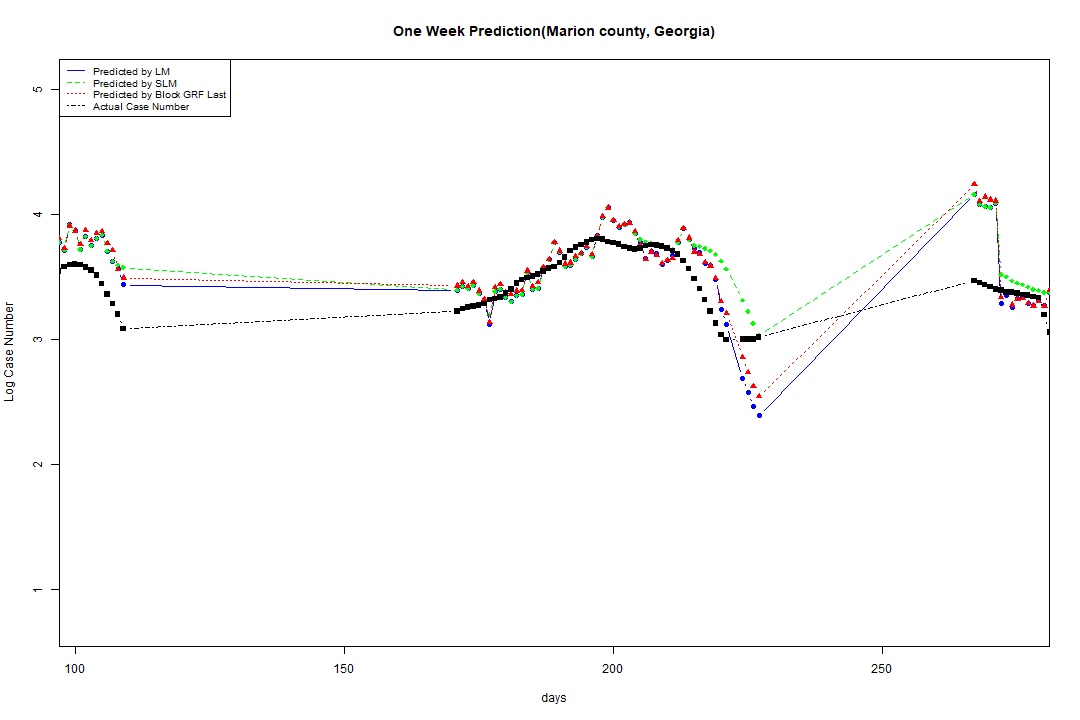 One Week Prediction(Marion county, Georgia)
Predicted by LM
Predicted by SLM
Predicted by Block GRF Last
Actual Case Number
Log Case Number
5
4
3
2
1
100 150 200 250
days